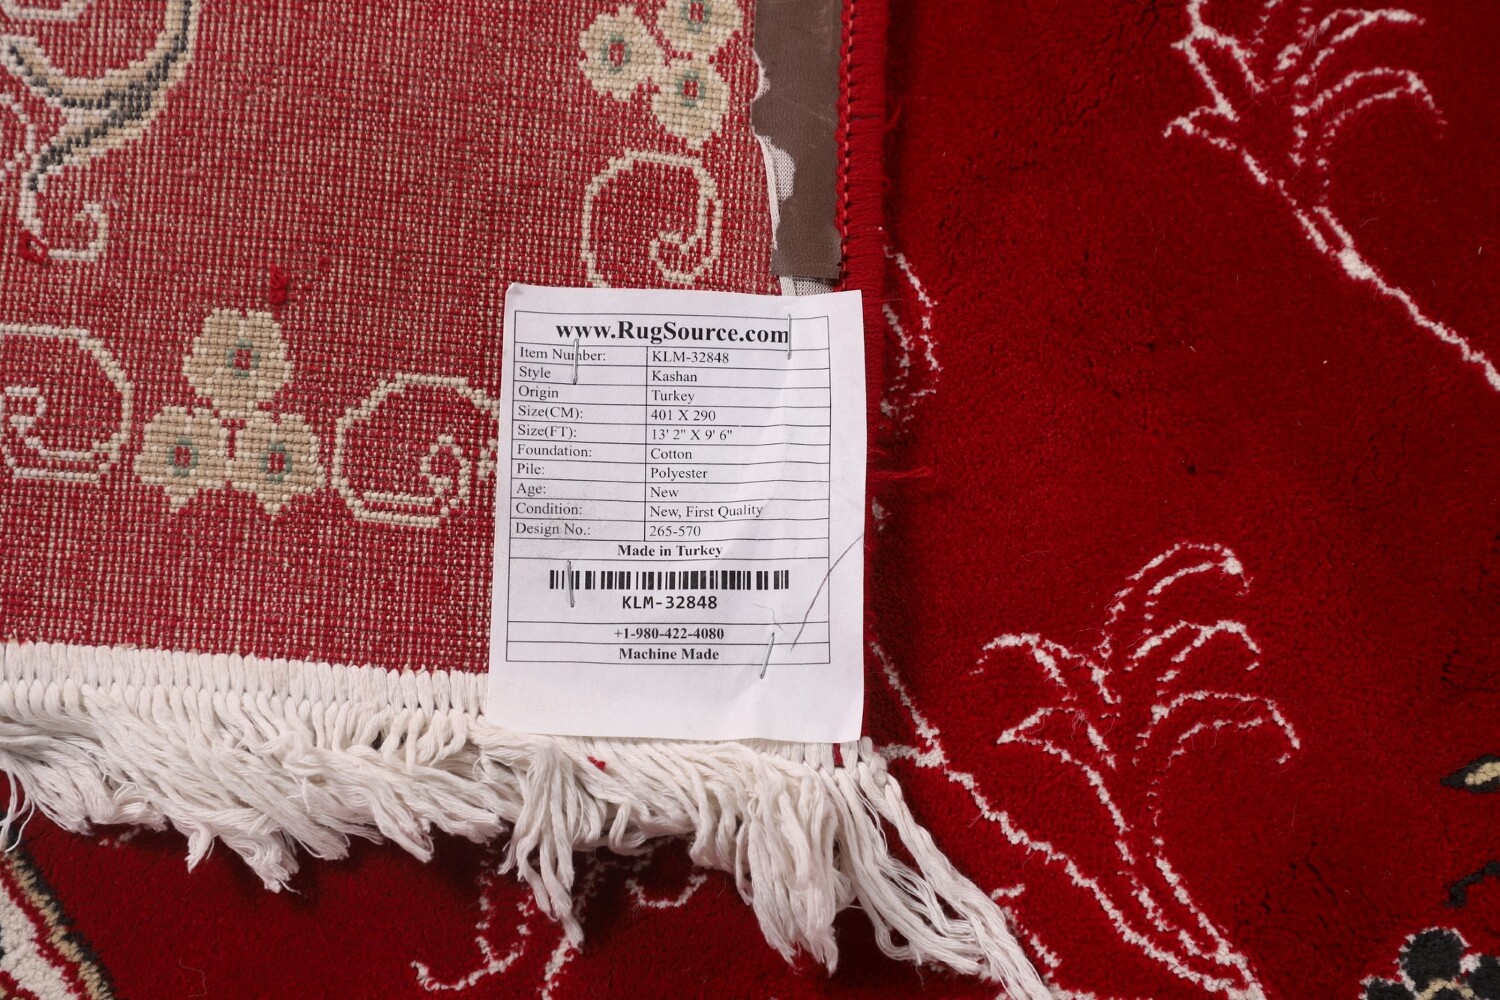 www.RugSource.com
Item Number: KLM-32848
Style Kashan
Origin Turkey
Size(CM): 401 X 290
Size(FT): 13' 2" X 9' 6"
Foundation: Cotton
Pile: Polyester
Age: New
Condition: New, First Quality
Design No.: 265-570
Made in Turkey
KLM-32848
+1-980-422-4080
Machine Made